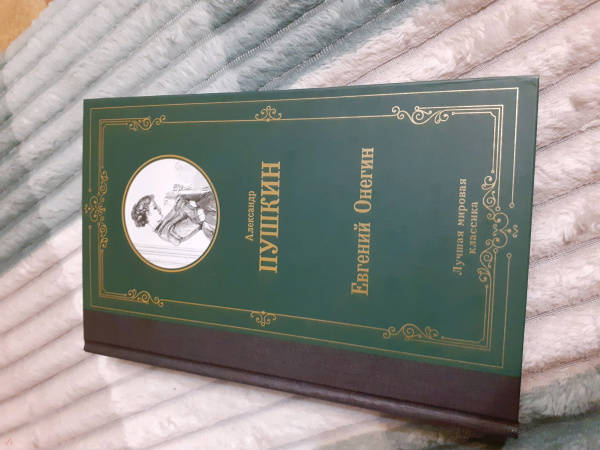 Александр
ПУШКИН
Евгений Онегин
Лучшая мировая
классика